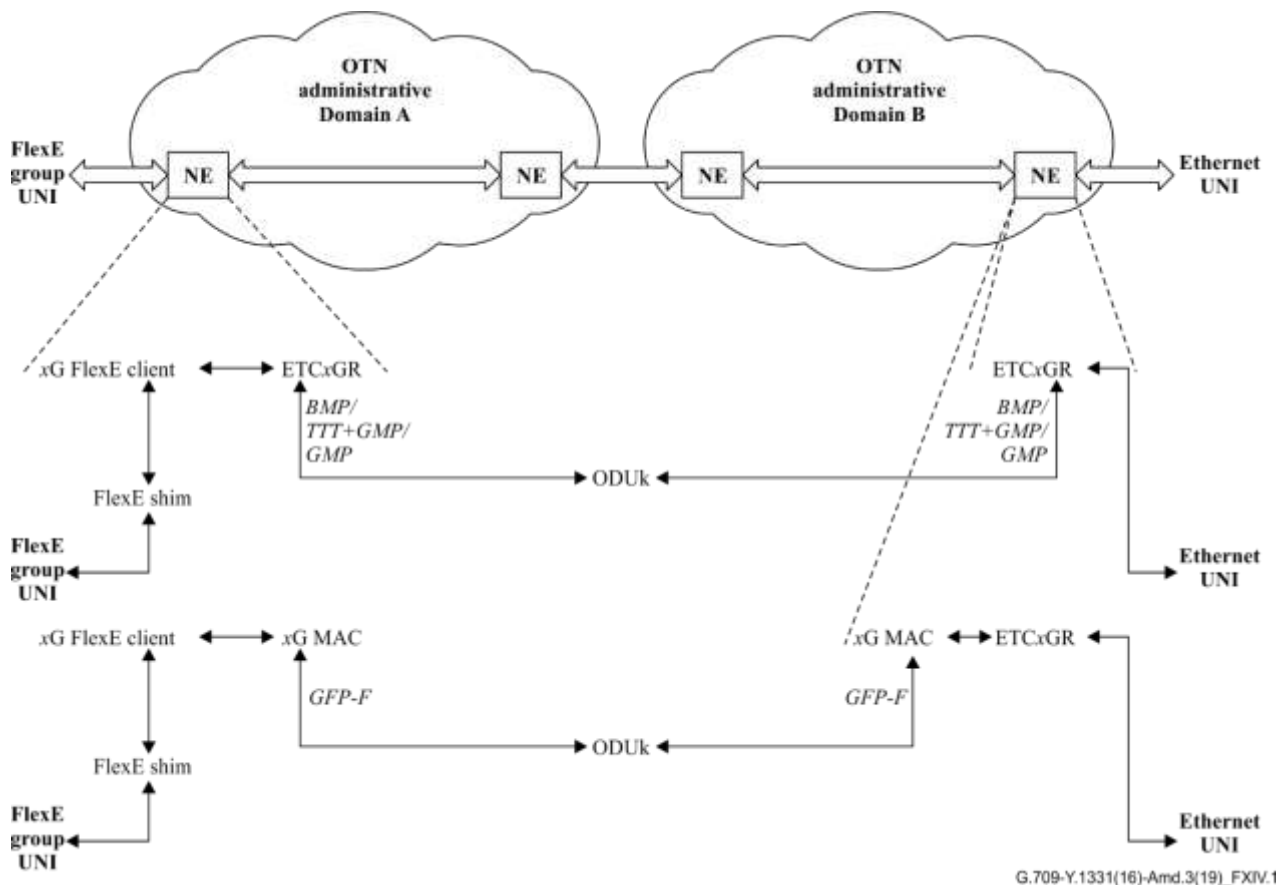 OTN
administrative
Domain A
OTN
administrative
Domain B
FlexE
group
UNI
NE
NE
NE
NE
Ethernet
UNI
xG FlexE client
ETCxGR
ETCxGR
BMP/
TTT+GMP/
GMP
BMP/
TTT+GMP/
GMP
ODUk
FlexE shim
FlexE
group
UNI
Ethernet
UNI
xG FlexE client
xG MAC
xG MAC
ETCxGR
GFP-F
GFP-F
ODUk
FlexE shim
FlexE
group
UNI
Ethernet
UNI
G.709-Y.1331(16)-Amd.3(19)_FXIV.1